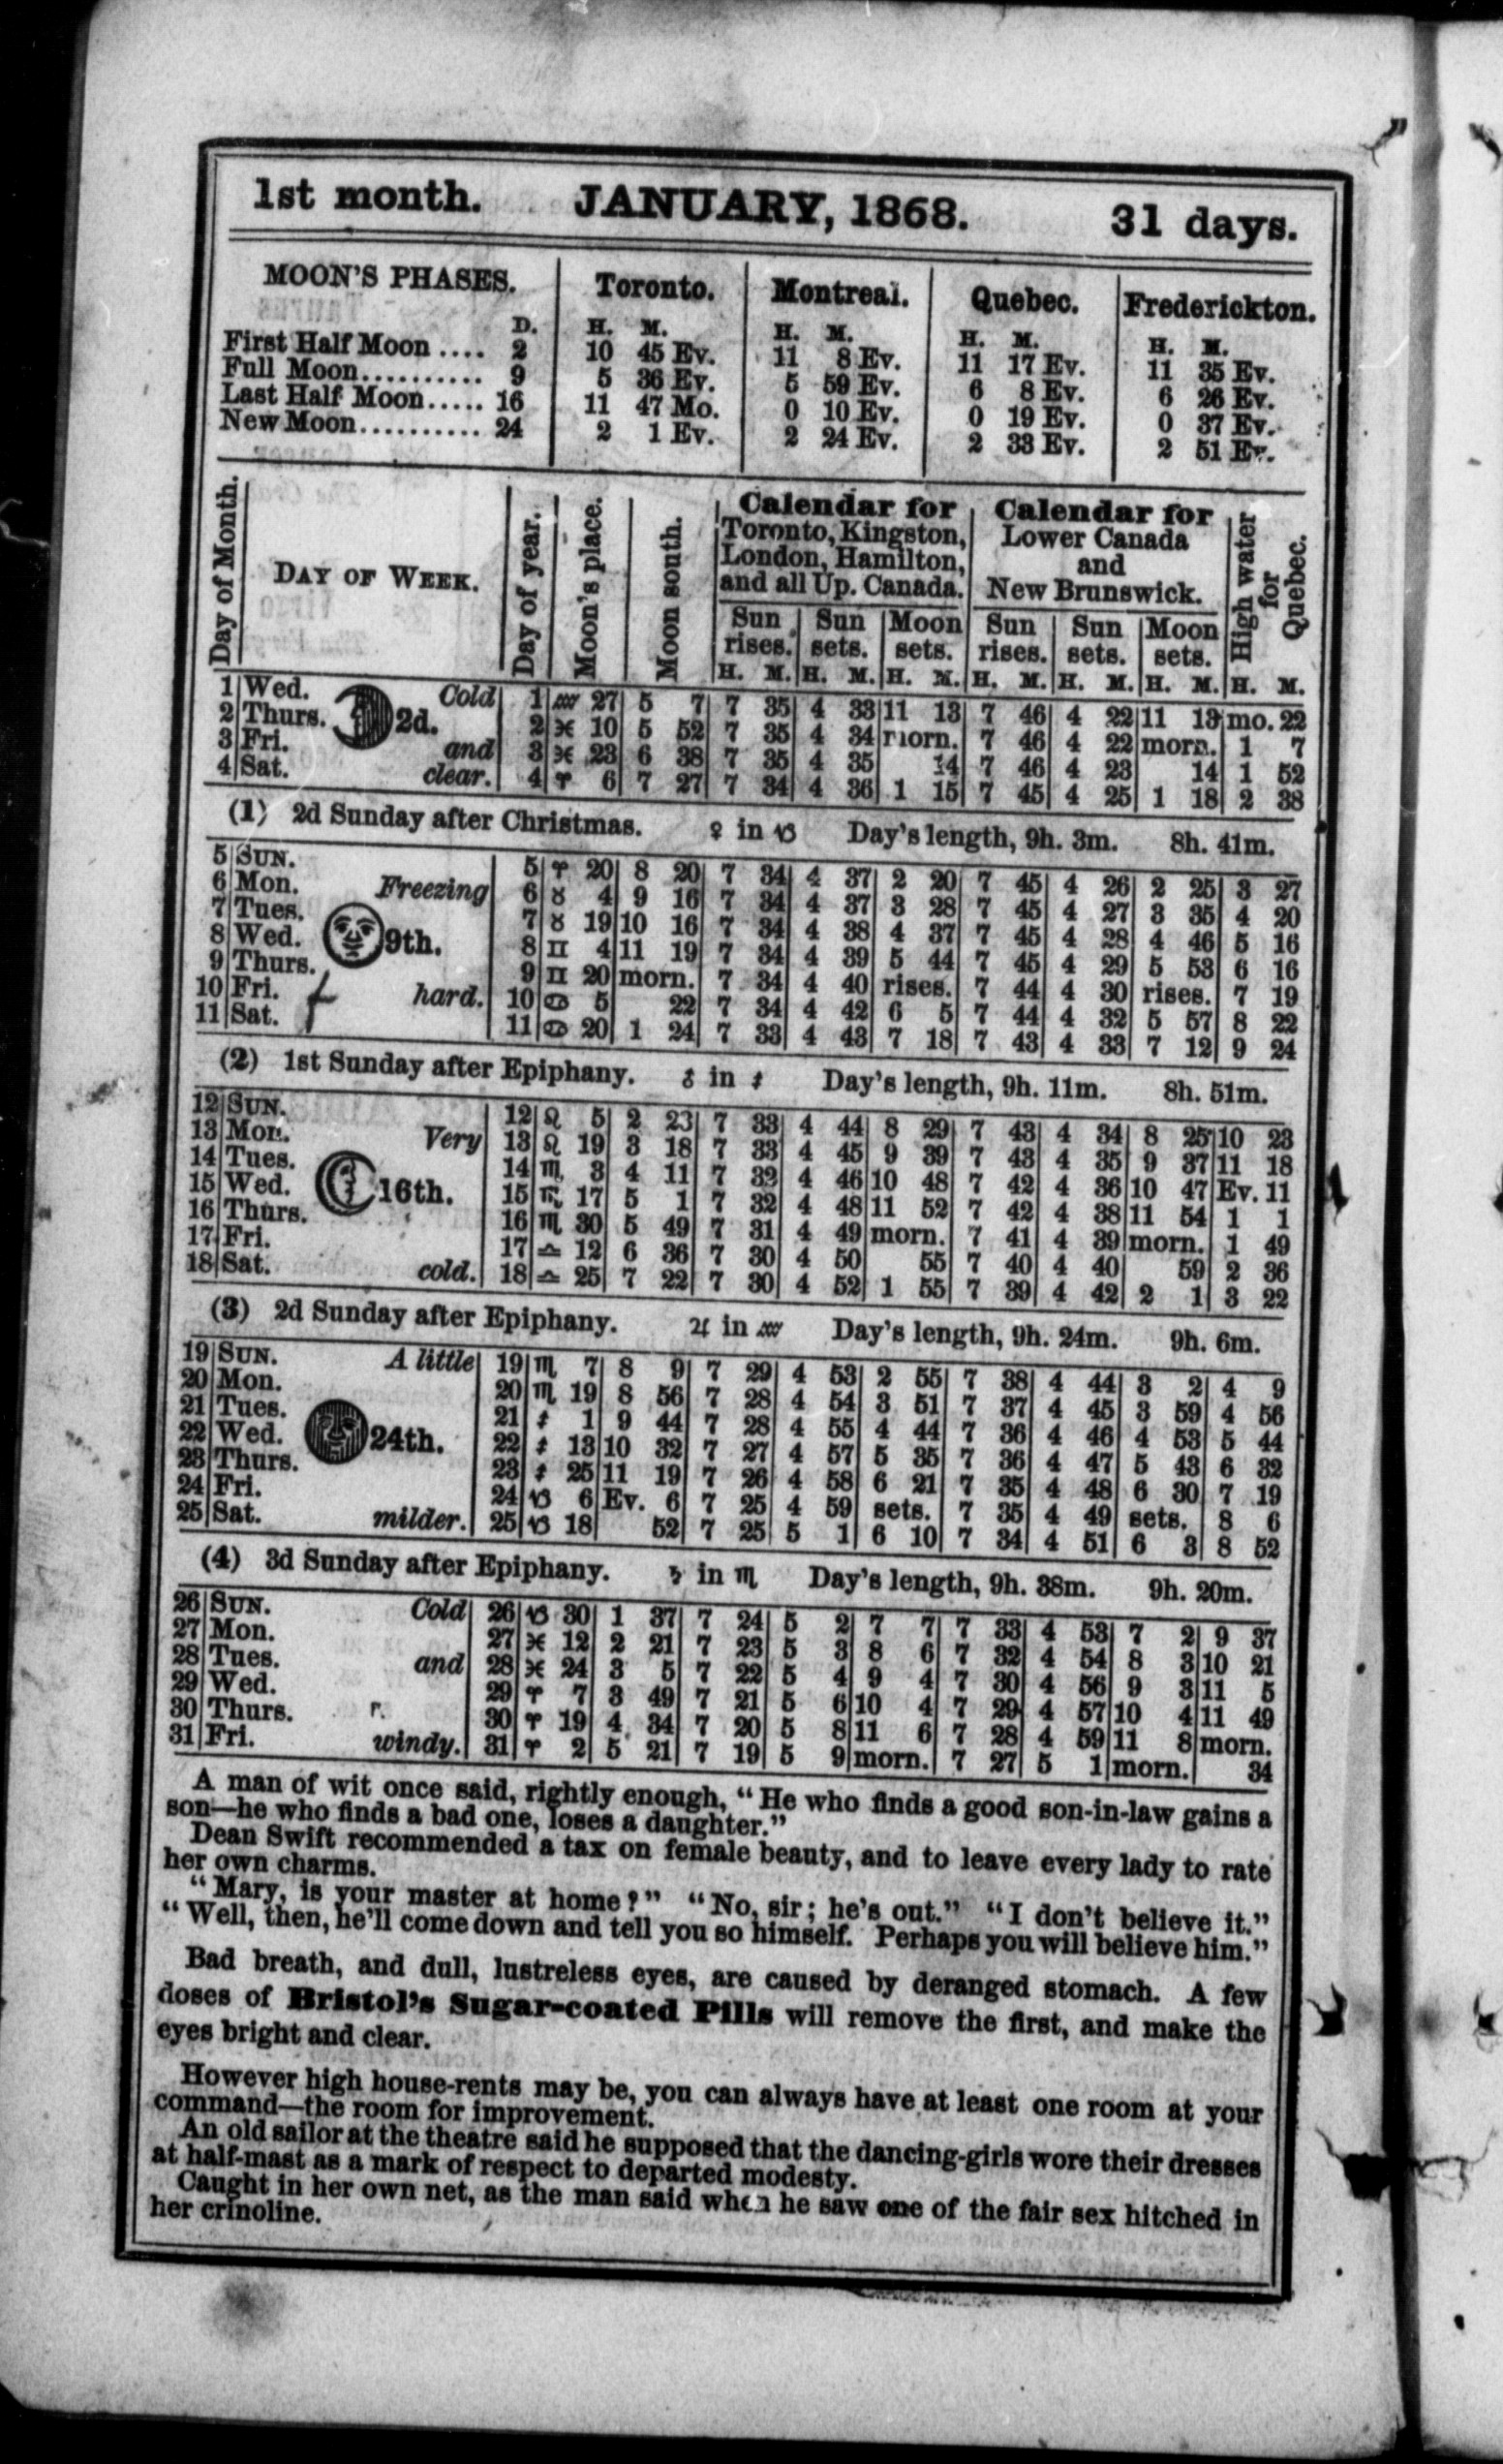 1st month. JANUARY, 1868. 31 days.
MOON'S PHASES. Toronto. Montreal. Quebec. Frederickton.
D. H. M. H. M. H. M. H. M.
First Half Moon .... 2 10 45 Ev. 11 8 Ev. 11 17 Ev. 11 35 Ev.
Full Moon.......... 9 5 36 Ev. 5 59 Ev. 6 8 Ev. 6 26 Ev.
Last Half Moon..... 16 11 47 Mo. 0 10 Ev. 0 19 Ev. 0 37 Ev.
New Moon.......... 24 2 1 Ev. 2 24 Ev. 2 33 Ev. 2 51 Ev.
Day of Month.
DAY OF WEEK.
Day of year.
Moon's place.
Moon south.
Calendar for
Toronto, Kingston,
London, Hamilton,
and all Up. Canada.
Calendar for
Lower Canada
and
New Brunswick.
High water
for
Quebec.
Sun Sun Moon Sun Sun Moon
rises. sets. sets. rises. sets. sets.
H. M. H. M. H. M. H. M. H. M. H. M. H. M.
1 Wed. Cold 1 ♒ 27 5 7 7 35 4 33 11 13 7 46 4 22 11 13 mo. 22
2 Thurs. 2d. 2 ♓ 10 5 52 7 35 4 34 morn. 7 46 4 22 morn. 1 7
3 Fri. and 3 ♓ 23 6 38 7 35 4 35 14 7 46 4 23 14 1 52
4 Sat. clear. 4 ♈ 6 7 27 7 34 4 36 1 15 7 45 4 25 1 18 2 38
(1) 2d Sunday after Christmas. ♀ in ♑ Day's length, 9h. 3m. 8h. 41m.
5 SUN. 5 ♈ 20 8 20 7 34 4 37 2 20 7 45 4 26 2 25 3 27
6 Mon. Freezing 6 ♉ 4 9 16 7 34 4 37 3 28 7 45 4 27 3 35 4 20
7 Tues. 7 ♉ 19 10 16 7 34 4 38 4 37 7 45 4 28 4 46 5 16
8 Wed. 9th. 8 ♊ 4 11 19 7 34 4 39 5 44 7 45 4 29 5 53 6 16
9 Thurs. 9 ♊ 20 morn. 7 34 4 40 rises. 7 44 4 30 rises. 7 19
10 Fri. hard. 10 ♋ 5 22 7 34 4 42 6 5 7 44 4 32 5 57 8 22
11 Sat. 11 ♋ 20 1 24 7 33 4 43 7 18 7 43 4 33 7 12 9 24
(2) 1st Sunday after Epiphany. ♂ in ♐ Day's length, 9h. 11m. 8h. 51m.
12 SUN. 12 ♌ 5 2 23 7 33 4 44 8 29 7 43 4 34 8 25 10 23
13 Mon. Very 13 ♌ 19 3 18 7 33 4 45 9 39 7 43 4 35 9 37 11 18
14 Tues. 14 ♍ 3 4 11 7 32 4 46 10 48 7 42 4 36 10 47 Ev. 11
15 Wed. 16th. 15 ♍ 17 5 1 7 32 4 48 11 52 7 42 4 38 11 54 1 1
16 Thurs. 16 ♍ 30 5 49 7 31 4 49 morn. 7 41 4 39 morn. 1 49
17 Fri. 17 ♎ 12 6 36 7 30 4 50 55 7 40 4 40 59 2 36
18 Sat. cold. 18 ♎ 25 7 22 7 30 4 52 1 55 7 39 4 42 2 1 3 22
(3) 2d Sunday after Epiphany. ♃ in ♒ Day's length, 9h. 24m. 9h. 6m.
19 SUN. A little 19 ♏ 7 8 9 7 29 4 53 2 55 7 38 4 44 3 2 4 9
20 Mon. 20 ♏ 19 8 56 7 28 4 54 3 51 7 37 4 45 3 59 4 56
21 Tues. 21 ♐ 1 9 44 7 28 4 55 4 44 7 36 4 46 4 53 5 44
22 Wed. 24th. 22 ♐ 13 10 32 7 27 4 57 5 35 7 36 4 47 5 43 6 32
23 Thurs. 23 ♐ 25 11 19 7 26 4 58 6 21 7 35 4 48 6 30 7 19
24 Fri. 24 ♑ 6 Ev. 6 7 25 4 59 sets. 7 35 4 49 sets. 8 6
25 Sat. milder. 25 ♑ 18 52 7 25 5 1 6 10 7 34 4 51 6 3 8 52
(4) 3d Sunday after Epiphany. ♄ in ♏ Day's length, 9h. 38m. 9h. 20m.
26 SUN. Cold 26 ♑ 30 1 37 7 24 5 2 7 7 7 33 4 53 7 2 9 37
27 Mon. 27 ♓ 12 2 21 7 23 5 3 8 6 7 32 4 54 8 3 10 21
28 Tues. and 28 ♓ 24 3 5 7 22 5 4 9 4 7 30 4 56 9 3 11 5
29 Wed. 29 ♈ 7 3 49 7 21 5 6 10 4 7 29 4 57 10 4 11 49
30 Thurs. 30 ♈ 19 4 34 7 20 5 8 11 6 7 28 4 59 11 8 morn.
31 Fri. windy. 31 ♈ 2 5 21 7 19 5 9 morn. 7 27 5 1 morn. 34
A man of wit once said, rightly enough, "He who finds a good son-in-law gains a
son—he who finds a bad one, loses a daughter."
Dean Swift recommended a tax on female beauty, and to leave every lady to rate
her own charms.
"Mary, is your master at home?" "No, sir; he's out." "I don't believe it."
"Well, then, he'll come down and tell you so himself. Perhaps you will believe him."
Bad breath, and dull, lustreless eyes, are caused by deranged stomach. A few
doses of Bristol's Sugar-coated Pills will remove the first, and make the
eyes bright and clear.
However high house-rents may be, you can always have at least one room at your
command—the room for improvement.
An old sailor at the theatre said he supposed that the dancing-girls wore their dresses
at half-mast as a mark of respect to departed modesty.
Caught in her own net, as the man said when he saw one of the fair sex hitched in
her crinoline.